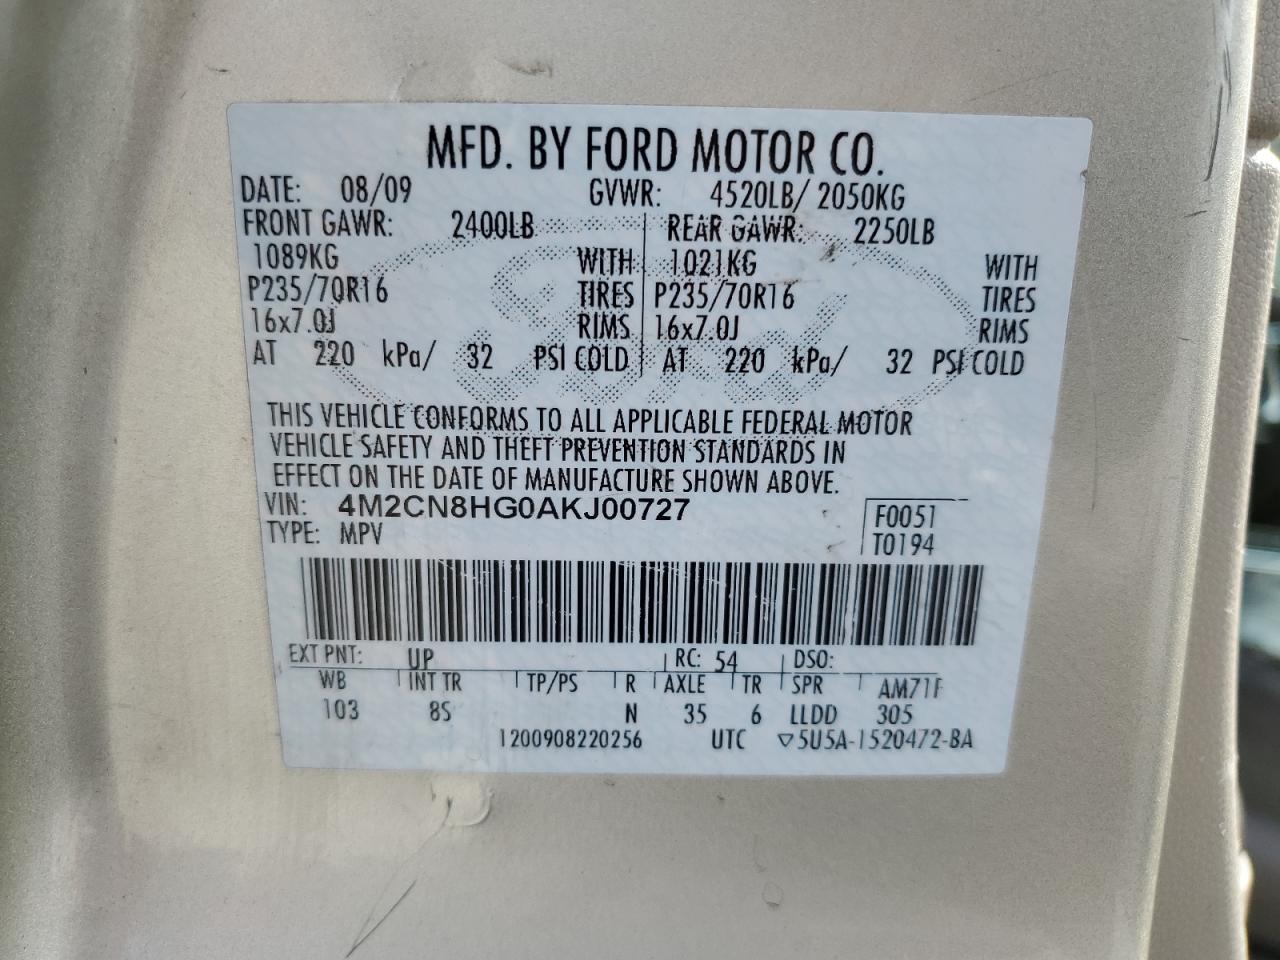 MFD. BY FORD MOTOR CO.
DATE: 08/09 GVWR: 4520LB/ 2050KG
FRONT GAWR: 2400LB REAR GAWR: 2250LB
1089KG WITH 1021KG WITH
P235/70R16 TIRES P235/70R16 TIRES
16x7.0J RIMS 16x7.0J RIMS
AT 220 kPa/ 32 PSI COLD AT 220 kPa/ 32 PSI COLD
THIS VEHICLE CONFORMS TO ALL APPLICABLE FEDERAL MOTOR
VEHICLE SAFETY AND THEFT PREVENTION STANDARDS IN
EFFECT ON THE DATE OF MANUFACTURE SHOWN ABOVE.
VIN: 4M2CN8HG0AKJ00727 F0051
TYPE: MPV T0194
EXT PNT: UP RC: 54 DSO:
WB INT TR TP/PS R AXLE TR SPR AM71F
103 8S N 35 6 LLDD 305
1200908220256 UTC ▽5U5A-1520472-BA